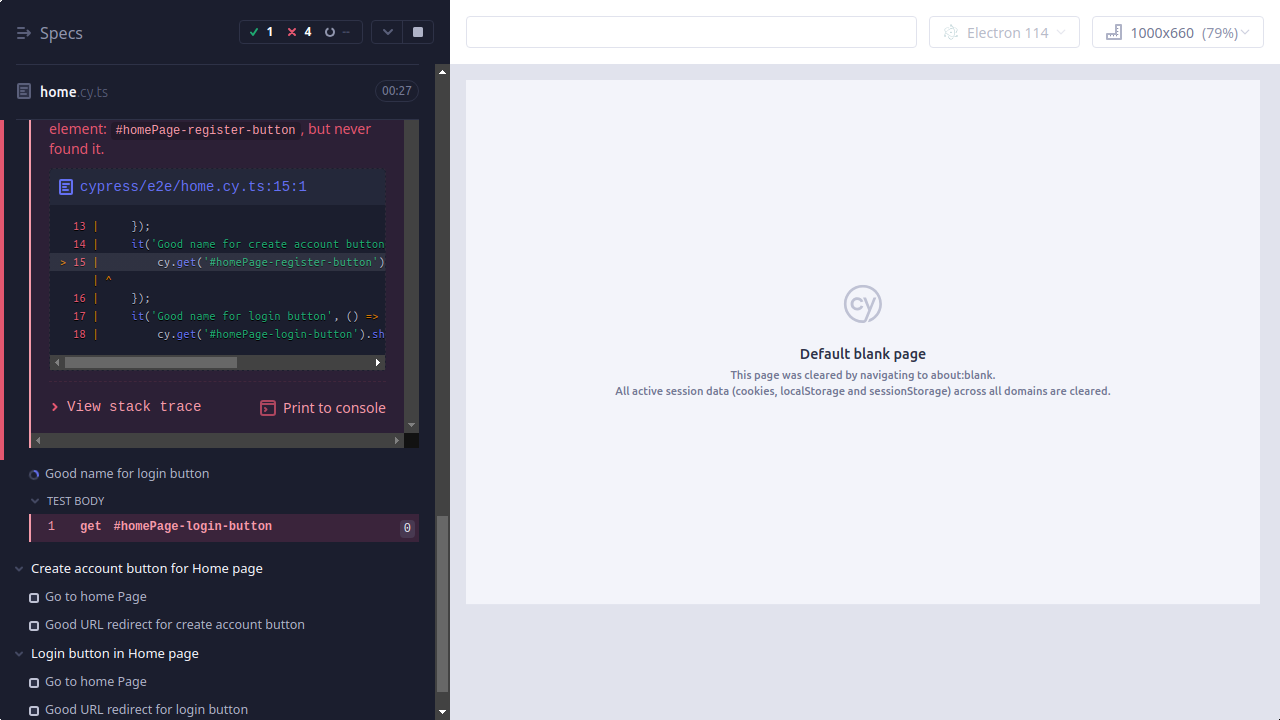 Specs
1
4
--
home.cy.ts
00:27
element: #homePage-register-button , but never
found it.
cypress/e2e/home.cy.ts:15:1
13 |     });
14 |     it('Good name for create account button
> 15 |         cy.get('#homePage-register-button')
| ^
16 |     });
17 |     it('Good name for login button', () =>
18 |         cy.get('#homePage-login-button').sh
View stack trace
Print to console
Good name for login button
TEST BODY
1 get #homePage-login-button 0
Create account button for Home page
Go to home Page
Good URL redirect for create account button
Login button in Home page
Go to home Page
Good URL redirect for login button
Electron 114
1000x660 (79%)
cy
Default blank page
This page was cleared by navigating to about:blank.
All active session data (cookies, localStorage and sessionStorage) across all domains are cleared.